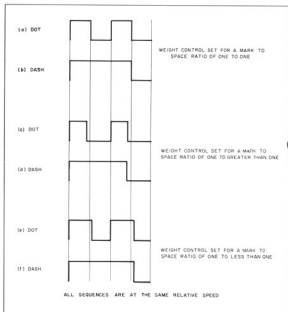 (a) DOT
WEIGHT CONTROL SET FOR A MARK TO
SPACE RATIO OF ONE TO ONE
(b) DASH
(c) DOT
WEIGHT CONTROL SET FOR A MARK TO
SPACE RATIO OF ONE TO GREATER THAN ONE
(d) DASH
(e) DOT
WEIGHT CONTROL SET FOR A MARK TO
SPACE RATIO OF ONE TO LESS THAN ONE
(f) DASH
ALL SEQUENCES ARE AT THE SAME RELATIVE SPEED